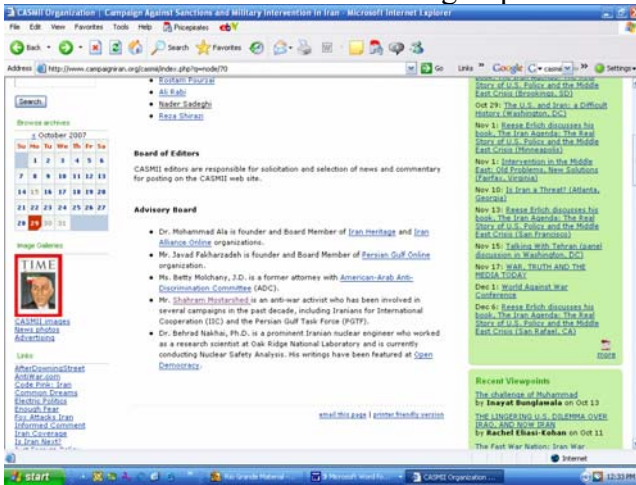 CASMII Organization | Campaign Against Sanctions and Military Intervention in Iran - Microsoft Internet Explorer
File Edit View Favorites Tools Help Picopirates ebY
Back Search Favorites
Address http://www.campaigniran.org/casmii/index.php?q=node/70 Go Links Google casmii Settings
Search
Browse archives
« October 2007
Su Mo Tu We Th Fr Sa
1 2 3 4 5 6
7 8 9 10 11 12 13
14 15 16 17 18 19 20
21 22 23 24 25 26 27
28 29 30 31
Image Galleries
TIME
CASMII images
News photos
Advertising
Links
AfterDowningStreet
AntiWar.com
Code Pink: Iran
Common Dreams
Electric Politics
Enough Fear
Fox Attacks Iran
Informed Comment
Iran Coverage
Is Iran Next?
Rostam Pourzal
Ali Rabi
Nader Sadeghi
Reza Shirazi
Board of Editors
CASMII editors are responsible for solicitation and selection of news and commentary
for posting on the CASMII web site.
Advisory Board
Dr. Mohammad Ala is founder and Board Member of Iran Heritage and Iran
Alliance Online organizations.
Mr. Javad Fakharzadeh is founder and Board Member of Persian Gulf Online
organization.
Ms. Betty Molchany, J.D. is a former attorney with American-Arab Anti-
Discrimination Committee (ADC).
Mr. Shahram Mostarshed is an anti-war activist who has been involved in
several campaigns in the past decade, including Iranians for International
Cooperation (IIC) and the Persian Gulf Task Force (PGTF).
Dr. Behrad Nakhai, Ph.D. is a prominent Iranian nuclear engineer who worked
as a research scientist at Oak Ridge National Laboratory and is currently
conducting Nuclear Safety Analysis. His writings have been featured at Open
Democracy.
email this page | printer friendly version
book, The Iran Agenda: The Real
Story of U.S. Policy and the Middle
East Crisis (Brookings, SD)
Oct 29: The U.S. and Iran: a Difficult
History (Washington, DC)
Nov 1: Reese Erlich discusses his
book, The Iran Agenda: The Real
Story of U.S. Policy and the Middle
East Crisis (Minneapolis)
Nov 1: Intervention in the Middle
East: Old Problems, New Solutions
(Fairfax, Virginia)
Nov 10: Is Iran a Threat? (Atlanta,
Georgia)
Nov 13: Reese Erlich discusses his
book, The Iran Agenda: The Real
Story of U.S. Policy and the Middle
East Crisis (San Francisco)
Nov 15: Talking With Tehran (panel
discussion in Washington, DC)
Nov 17: WAR, TRUTH AND THE
MEDIA TODAY
Dec 1: World Against War
Conference
Dec 6: Reese Erlich discusses his
book, The Iran Agenda: The Real
Story of U.S. Policy and the Middle
East Crisis (San Rafael, CA)
more
Recent Viewpoints
The challenge of Muhammad
by Inayat Bunglawala on Oct 13
THE LINGERING U.S. DILEMMA OVER
IRAQ, AND NOW IRAN
by Rachel Eliasi-Kohan on Oct 11
The Fast War Nation: Iran War
Internet
start Rio Grande Material - ... 3 Microsoft Word Fo... CASMII Organization ... 12:33 PM